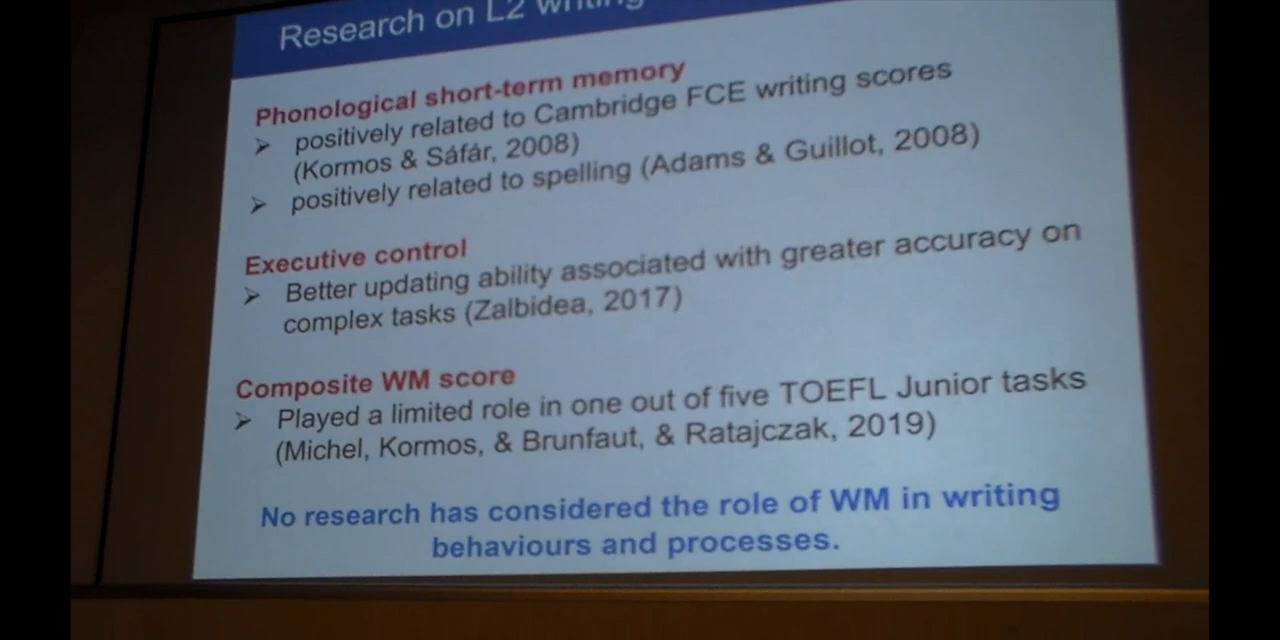 Research on L2 writing
Phonological short-term memory
➢ positively related to Cambridge FCE writing scores
(Kormos & Sáfár, 2008)
➢ positively related to spelling (Adams & Guillot, 2008)
Executive control
➢ Better updating ability associated with greater accuracy on
complex tasks (Zalbidea, 2017)
Composite WM score
➢ Played a limited role in one out of five TOEFL Junior tasks
(Michel, Kormos, & Brunfaut, & Ratajczak, 2019)
No research has considered the role of WM in writing
behaviours and processes.